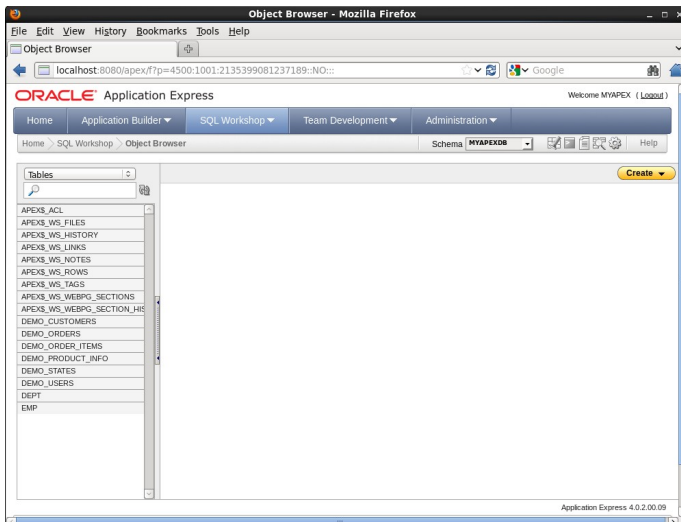 Object Browser - Mozilla Firefox
File Edit View History Bookmarks Tools Help
Object Browser
localhost:8080/apex/f?p=4500:1001:2135399081237189::NO:::
Google
ORACLE Application Express
Welcome MYAPEX ( Logout )
Home Application Builder SQL Workshop Team Development Administration
Home SQL Workshop Object Browser
Schema MYAPEXDB
Help
Tables
Create
APEX$_ACL
APEX$_WS_FILES
APEX$_WS_HISTORY
APEX$_WS_LINKS
APEX$_WS_NOTES
APEX$_WS_ROWS
APEX$_WS_TAGS
APEX$_WS_WEBPG_SECTIONS
APEX$_WS_WEBPG_SECTION_HIS
DEMO_CUSTOMERS
DEMO_ORDERS
DEMO_ORDER_ITEMS
DEMO_PRODUCT_INFO
DEMO_STATES
DEMO_USERS
DEPT
EMP
Application Express 4.0.2.00.09